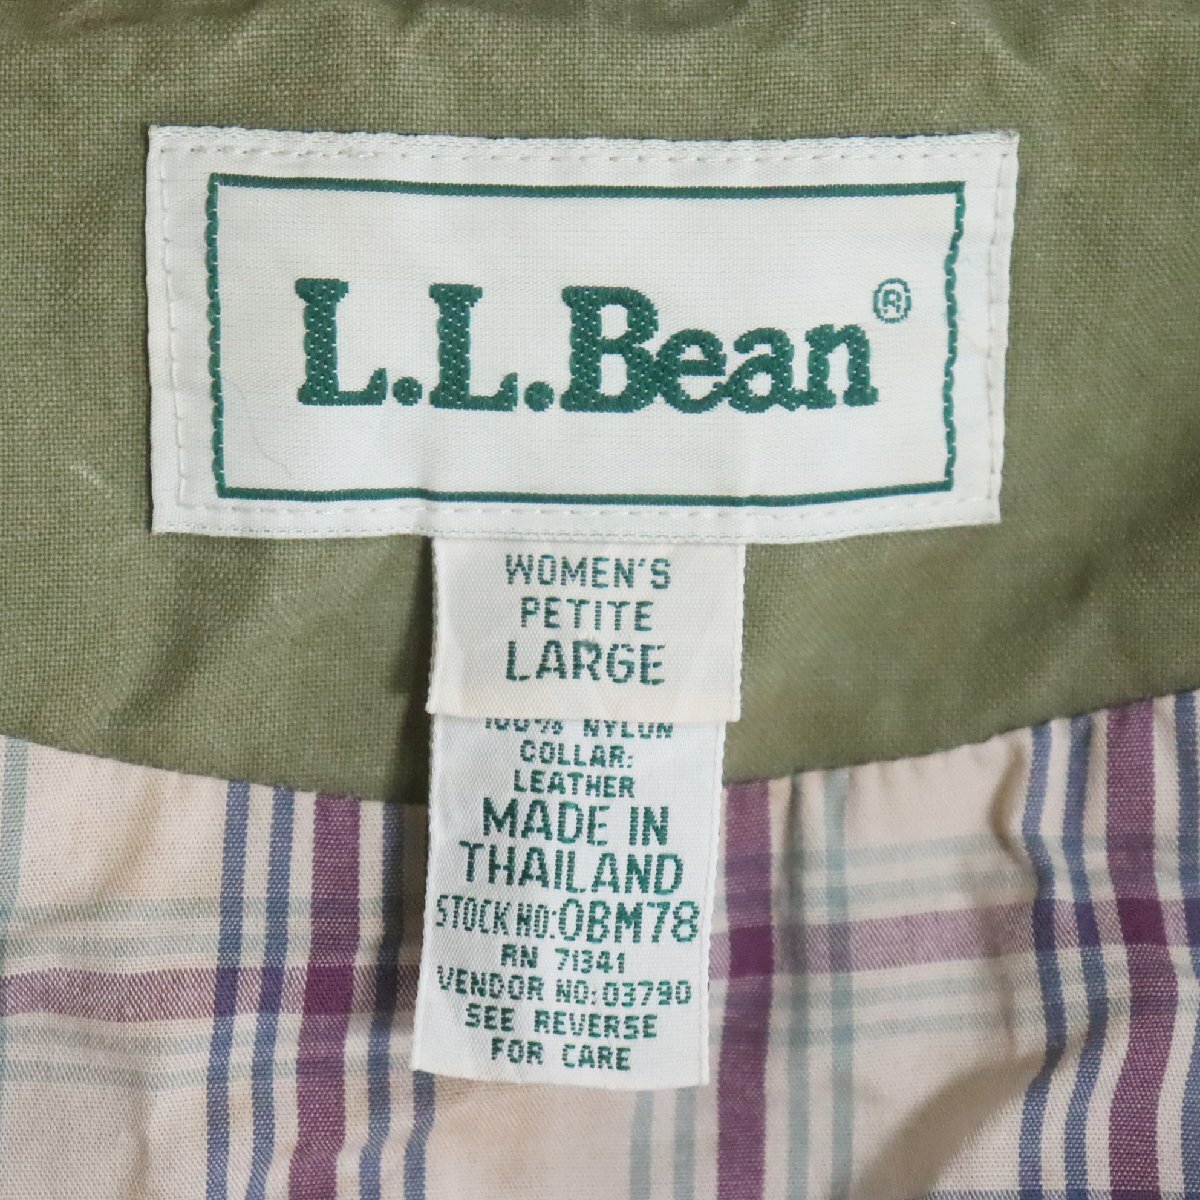 L.L.Bean®
WOMEN'S
PETITE
LARGE
100% NYLON
COLLAR:
LEATHER
MADE IN
THAILAND
STOCK NO:0BM78
RN 71341
VENDOR NO:03790
SEE REVERSE
FOR CARE